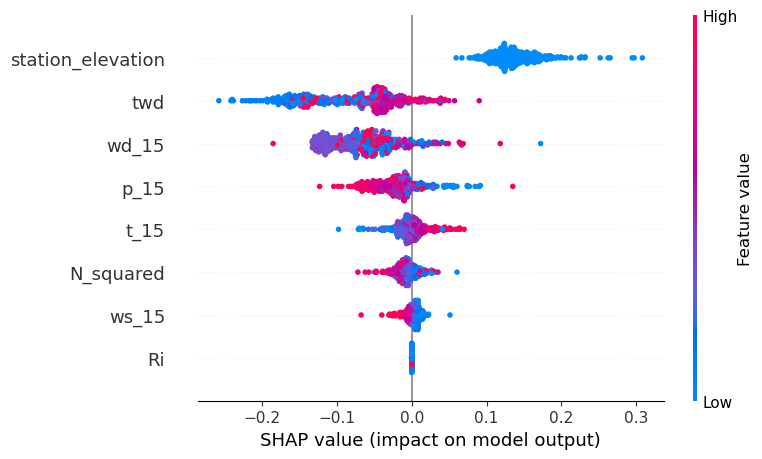 High
station_elevation
twd
wd_15
p_15
t_15
N_squared
ws_15
Ri
Feature value
Low
−0.2 −0.1 0.0 0.1 0.2 0.3
SHAP value (impact on model output)